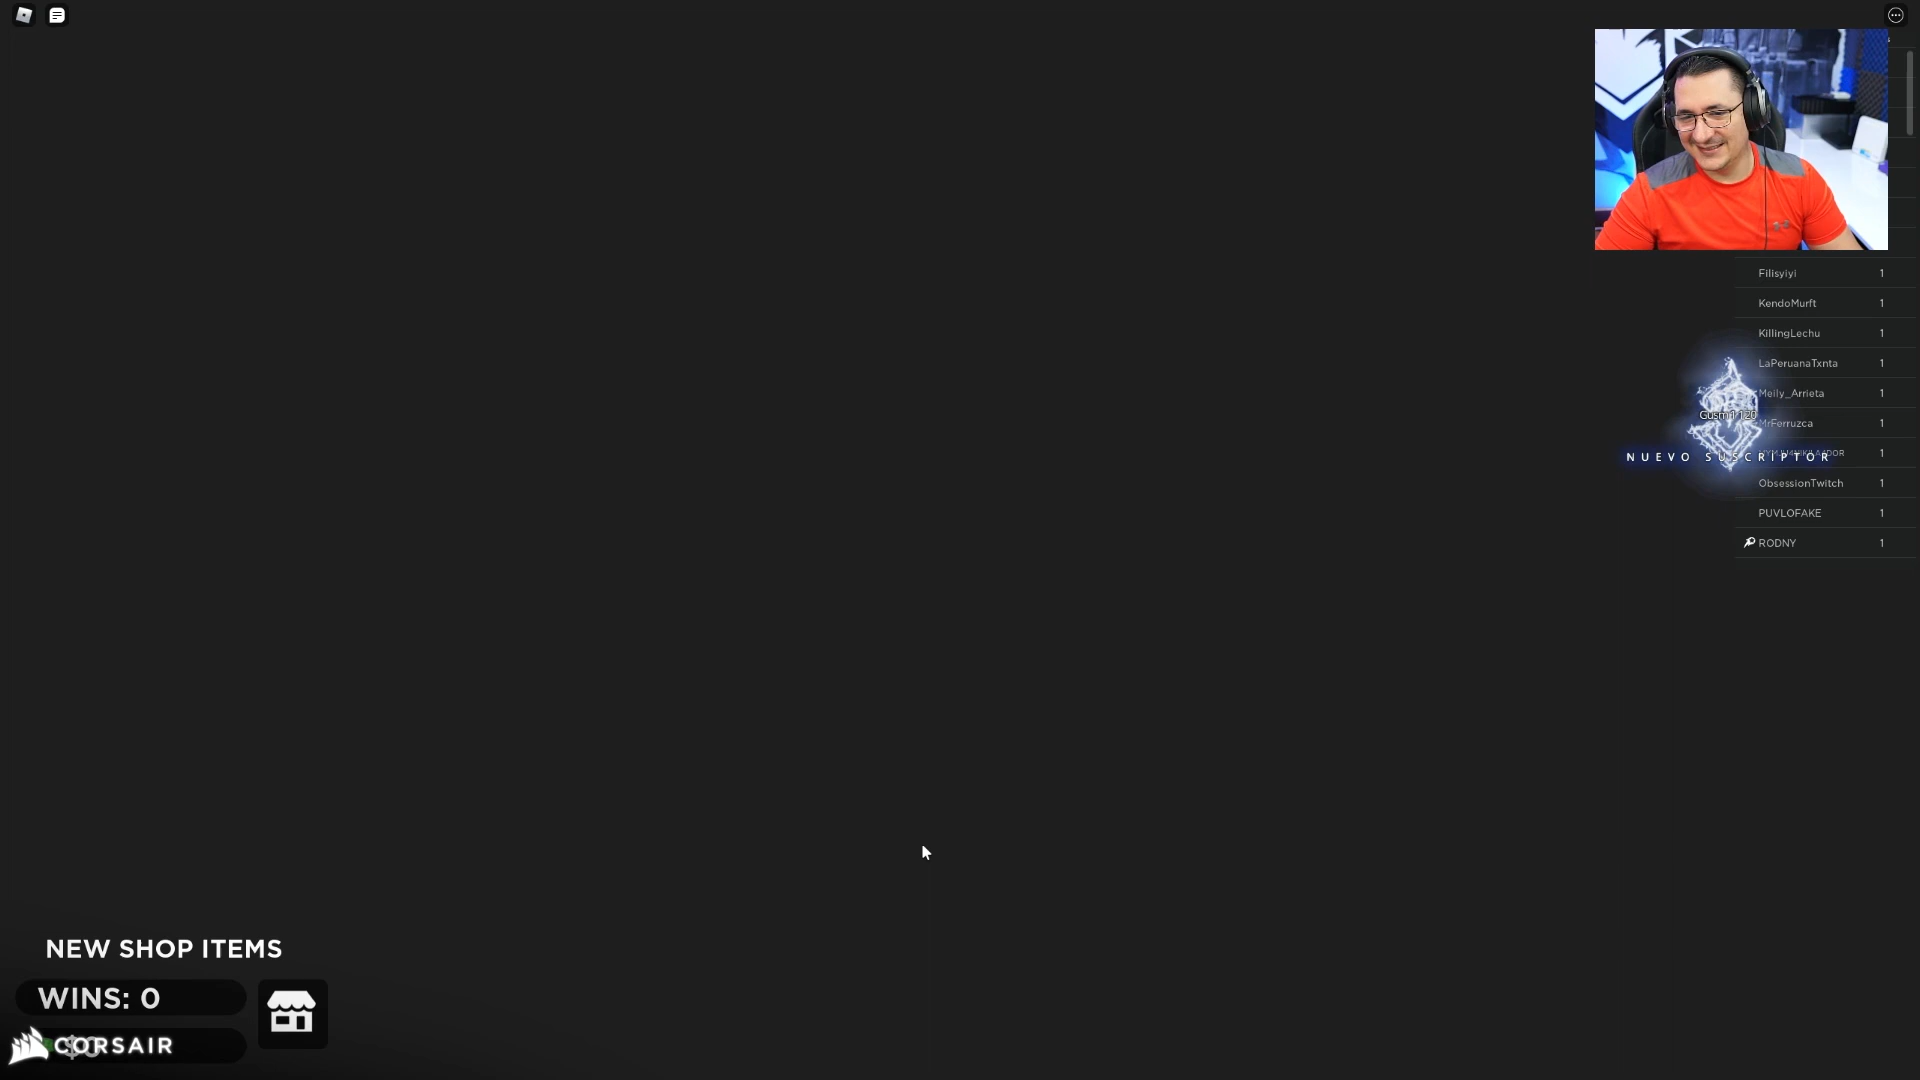 Filisyiyi 1
KendoMurft 1
KillingLechu 1
LaPeruanaTxnta 1
Meily_Arrieta 1
MrFerruzca 1
NUEVO SUSCRIPTOR 1
ObsessionTwitch 1
PUVLOFAKE 1
RODNY 1
NEW SHOP ITEMS
WINS: 0
CORSAIR